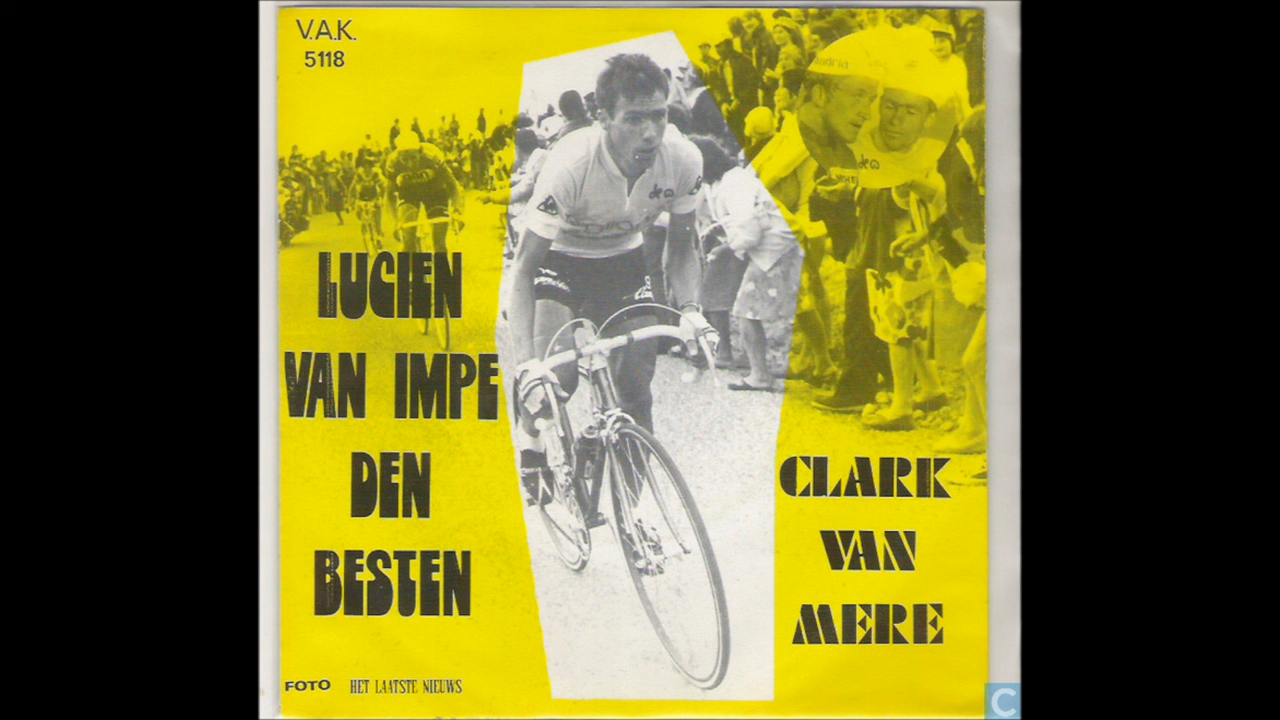 V.A.K.
5118
LUCIEN
VAN IMPE
DEN
BESTEN
CLARK
VAN
MERE
FOTO HET LAATSTE NIEUWS
C